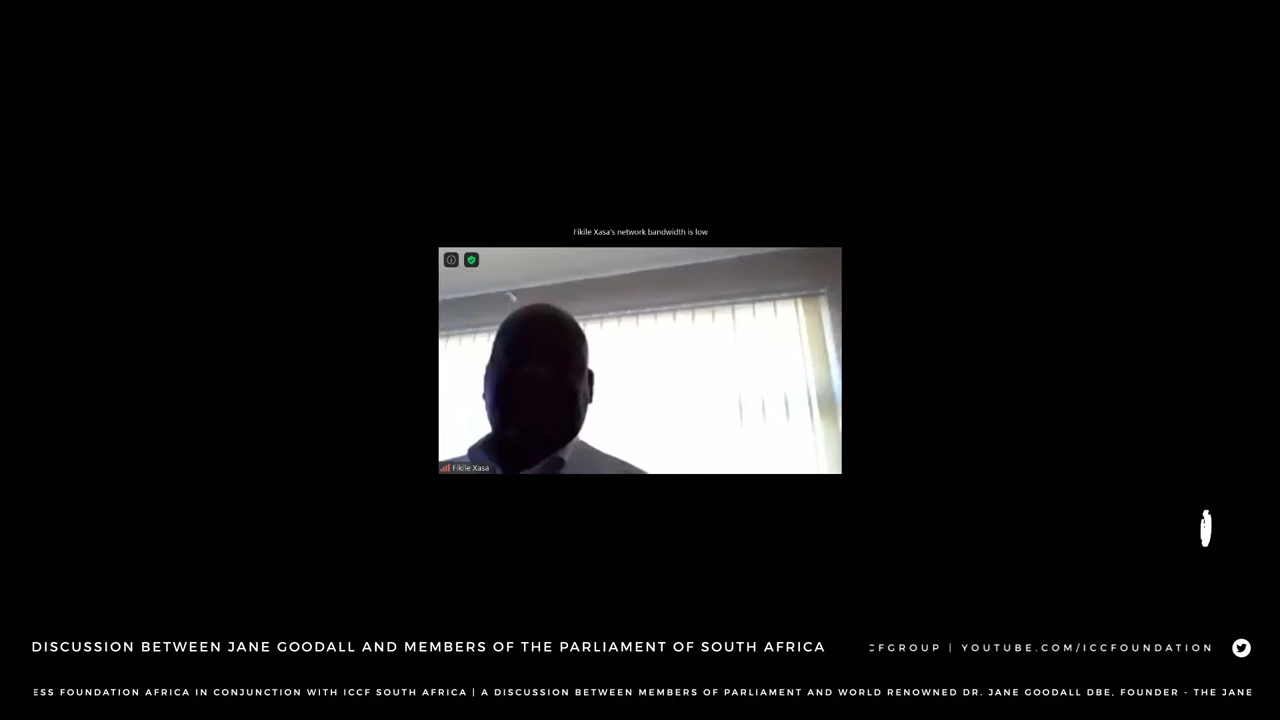 Fikile Xasa's network bandwidth is low
Fikile Xasa
DISCUSSION BETWEEN JANE GOODALL AND MEMBERS OF THE PARLIAMENT OF SOUTH AFRICA
CFGROUP | YOUTUBE.COM/ICCFOUNDATION
ESS FOUNDATION AFRICA IN CONJUNCTION WITH ICCF SOUTH AFRICA | A DISCUSSION BETWEEN MEMBERS OF PARLIAMENT AND WORLD RENOWNED DR. JANE GOODALL DBE, FOUNDER - THE JANE